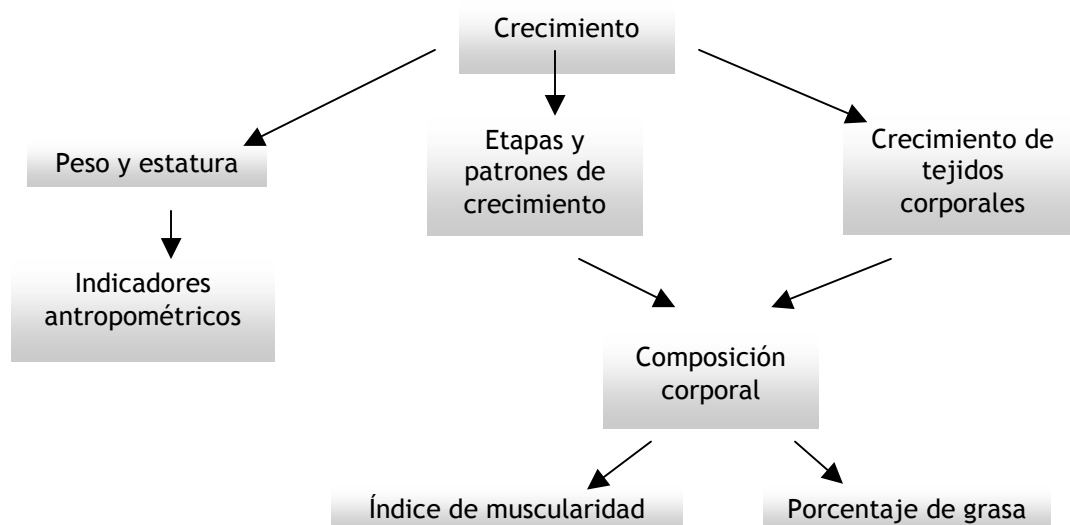 Crecimiento
Peso y estatura
Etapas y
patrones de
crecimiento
Crecimiento de
tejidos
corporales
Indicadores
antropométricos
Composición
corporal
Índice de muscularidad
Porcentaje de grasa